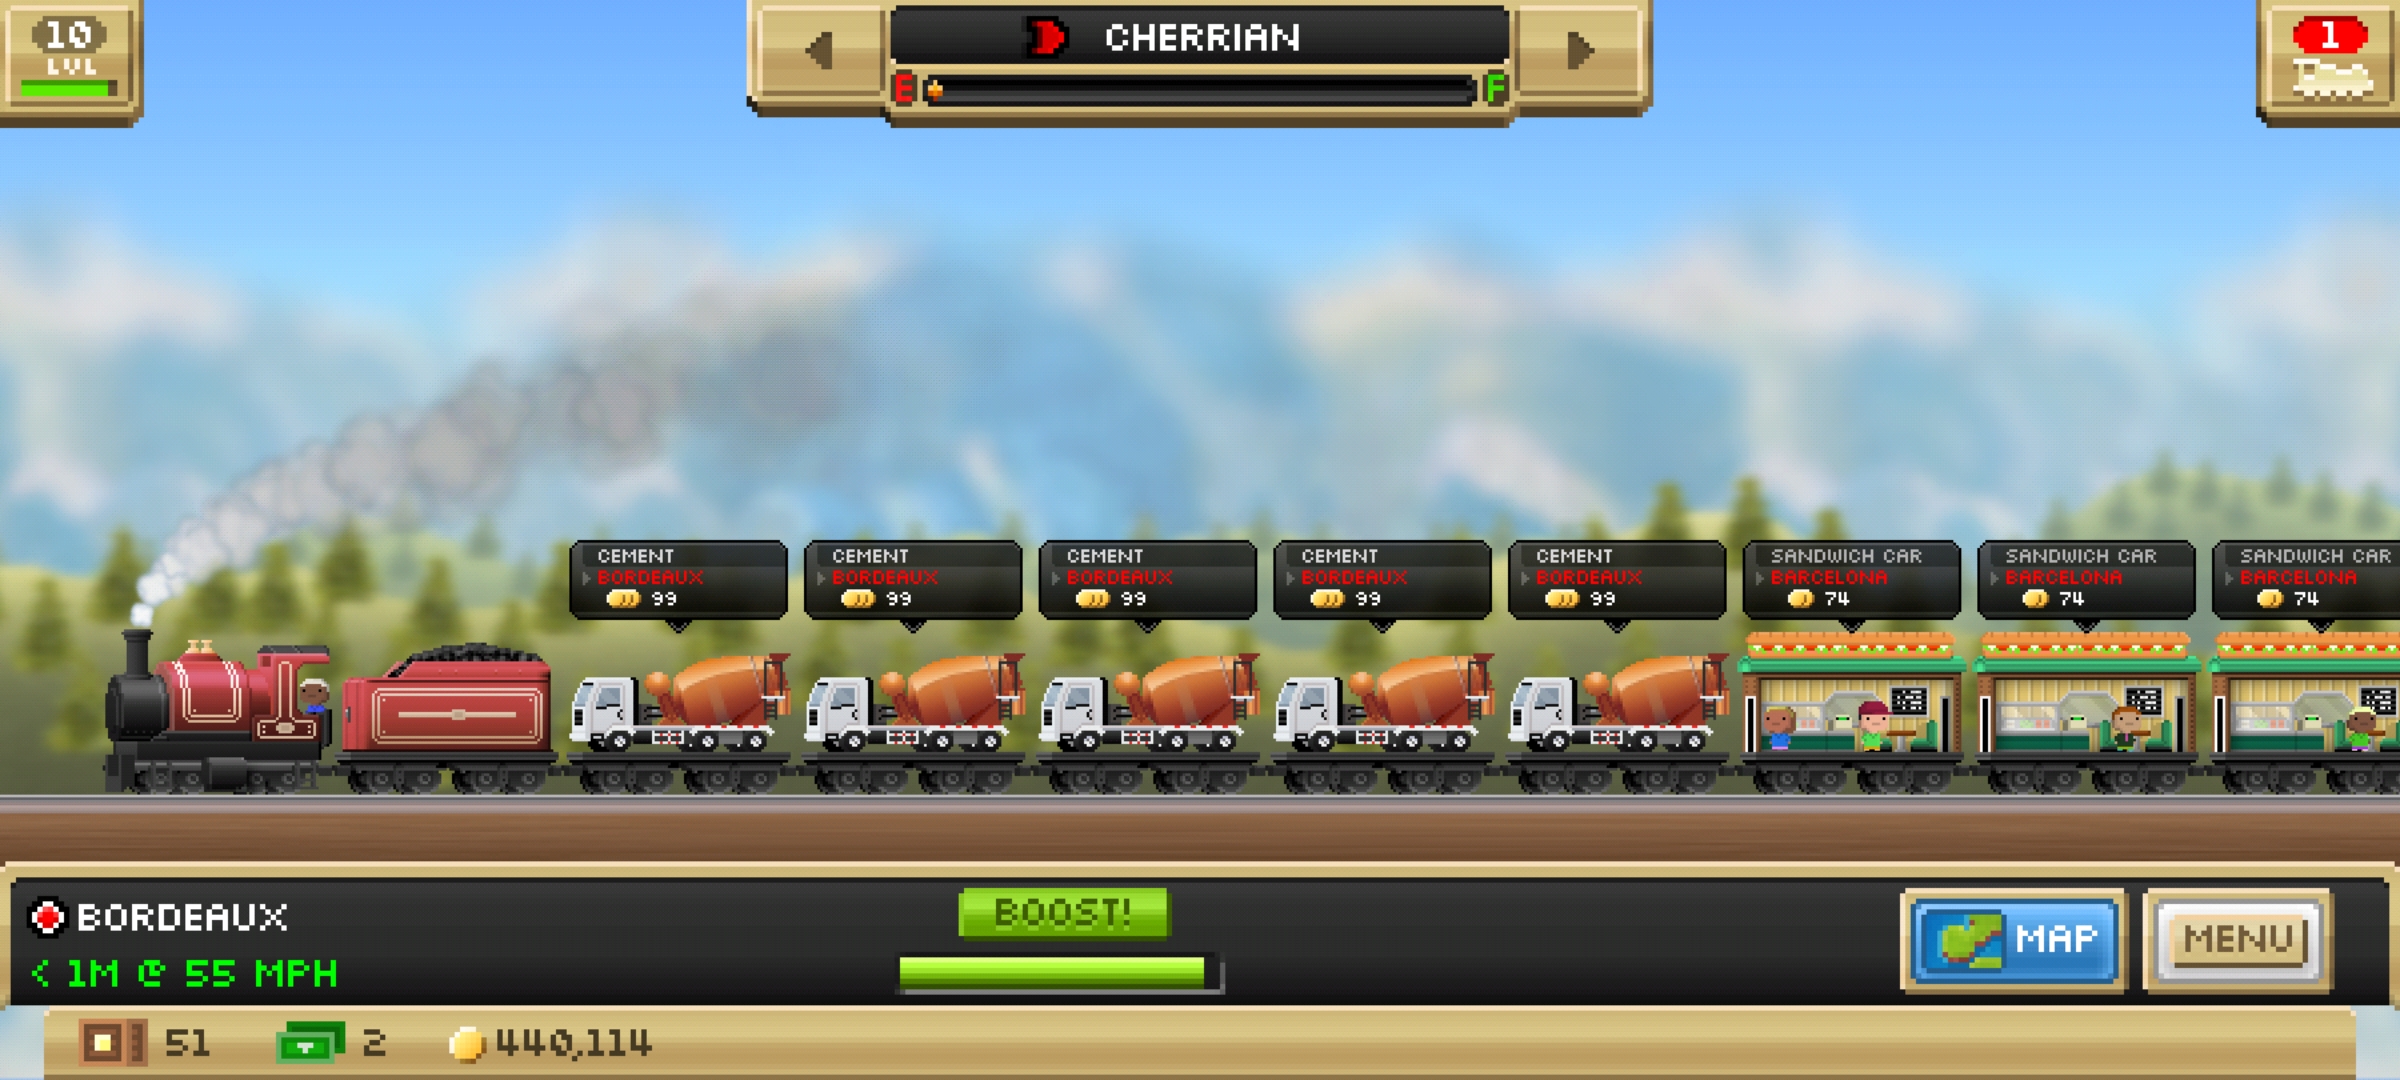 10
LVL
CHERRIAN
E F
1
CEMENT
BORDEAUX
99
CEMENT
BORDEAUX
99
CEMENT
BORDEAUX
99
CEMENT
BORDEAUX
99
CEMENT
BORDEAUX
99
SANDWICH CAR
BARCELONA
74
SANDWICH CAR
BARCELONA
74
SANDWICH CAR
BARCELONA
74
BORDEAUX
< 1M @ 55 MPH
BOOST!
MAP
MENU
51 2 440,114